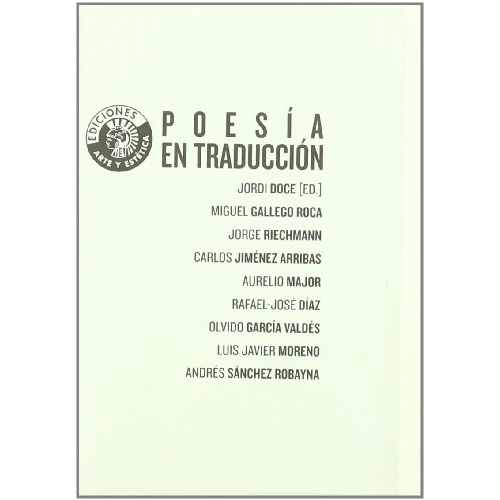 EDICIONES
ARTE Y ESTÉTICA
POESÍA
EN TRADUCCIÓN
JORDI DOCE [ED.]
MIGUEL GALLEGO ROCA
JORGE RIECHMANN
CARLOS JIMÉNEZ ARRIBAS
AURELIO MAJOR
RAFAEL-JOSÉ DÍAZ
OLVIDO GARCÍA VALDÉS
LUIS JAVIER MORENO
ANDRÉS SÁNCHEZ ROBAYNA